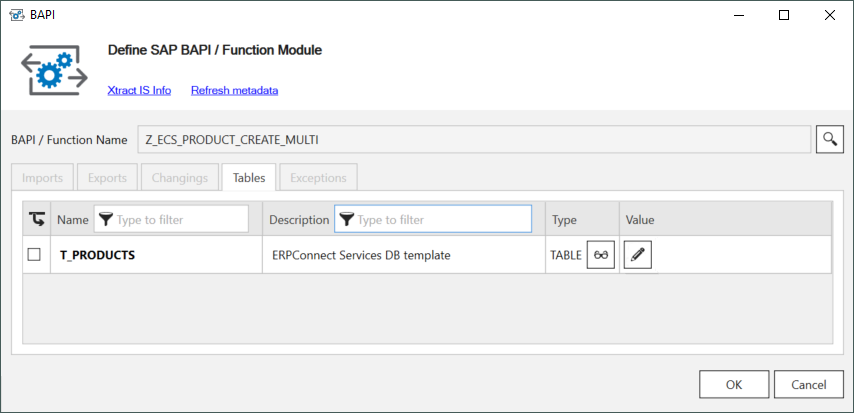 BAPI
Define SAP BAPI / Function Module
Xtract IS Info Refresh metadata
BAPI / Function Name Z_ECS_PRODUCT_CREATE_MULTI
Imports Exports Changings Tables Exceptions
Name Type to filter Description Type to filter Type Value
T_PRODUCTS ERPConnect Services DB template TABLE
OK Cancel